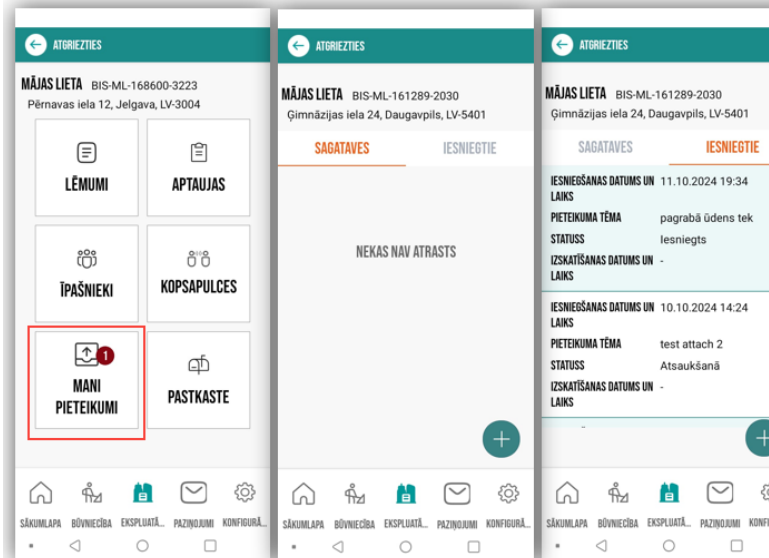 ATGRIEZTIES
MĀJAS LIETA BIS-ML-168600-3223
Pērnavas iela 12, Jelgava, LV-3004
LĒMUMI
APTAUJAS
ĪPAŠNIEKI
KOPSAPULCES
1
MANI
PIETEIKUMI
PASTKASTE
SĀKUMLAPA BŪVNIECĪBA EKSPLUATĀ... PAZIŅOJUMI KONFIGURĀ...
ATGRIEZTIES
MĀJAS LIETA BIS-ML-161289-2030
Ģimnāzijas iela 24, Daugavpils, LV-5401
SAGATAVES IESNIEGTIE
NEKAS NAV ATRASTS
SĀKUMLAPA BŪVNIECĪBA EKSPLUATĀ... PAZIŅOJUMI KONFIGURĀ...
ATGRIEZTIES
MĀJAS LIETA BIS-ML-161289-2030
Ģimnāzijas iela 24, Daugavpils, LV-5401
SAGATAVES IESNIEGTIE
IESNIEGŠANAS DATUMS UN 11.10.2024 19:34
LAIKS
PIETEIKUMA TĒMA pagrabā ūdens tek
STATUSS Iesniegts
IZSKATĪŠANAS DATUMS UN -
LAIKS
IESNIEGŠANAS DATUMS UN 10.10.2024 14:24
LAIKS
PIETEIKUMA TĒMA test attach 2
STATUSS Atsaukšanā
IZSKATĪŠANAS DATUMS UN -
LAIKS
SĀKUMLAPA BŪVNIECĪBA EKSPLUATĀ... PAZIŅOJUMI